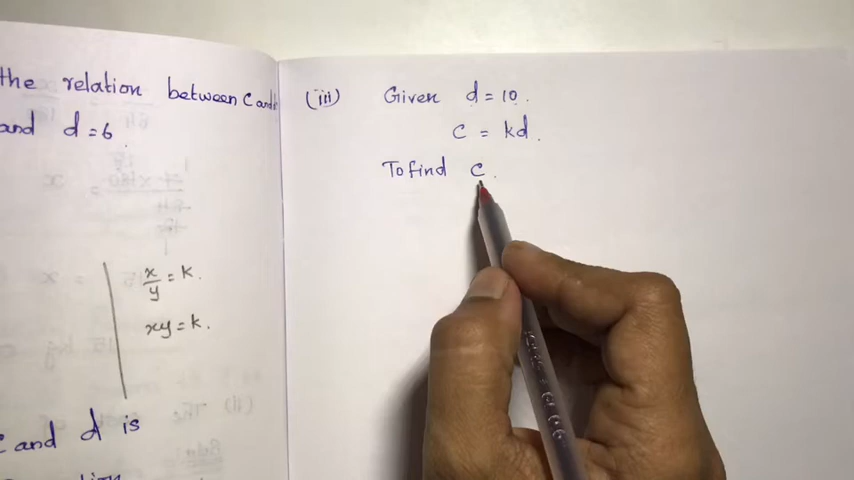 the relation between C and d
and d = 6.
x/y = k.
xy = k.
c and d is
(iii) Given d = 10.
c = kd.
To find c.